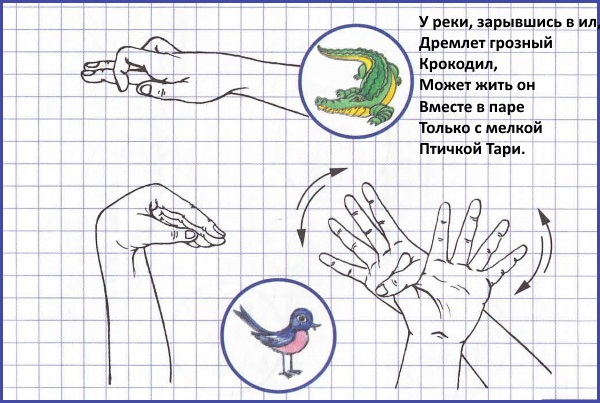 У реки, зарывшись в ил,
Дремлет грозный
Крокодил,
Может жить он
Вместе в паре
Только с мелкой
Птичкой Тари.